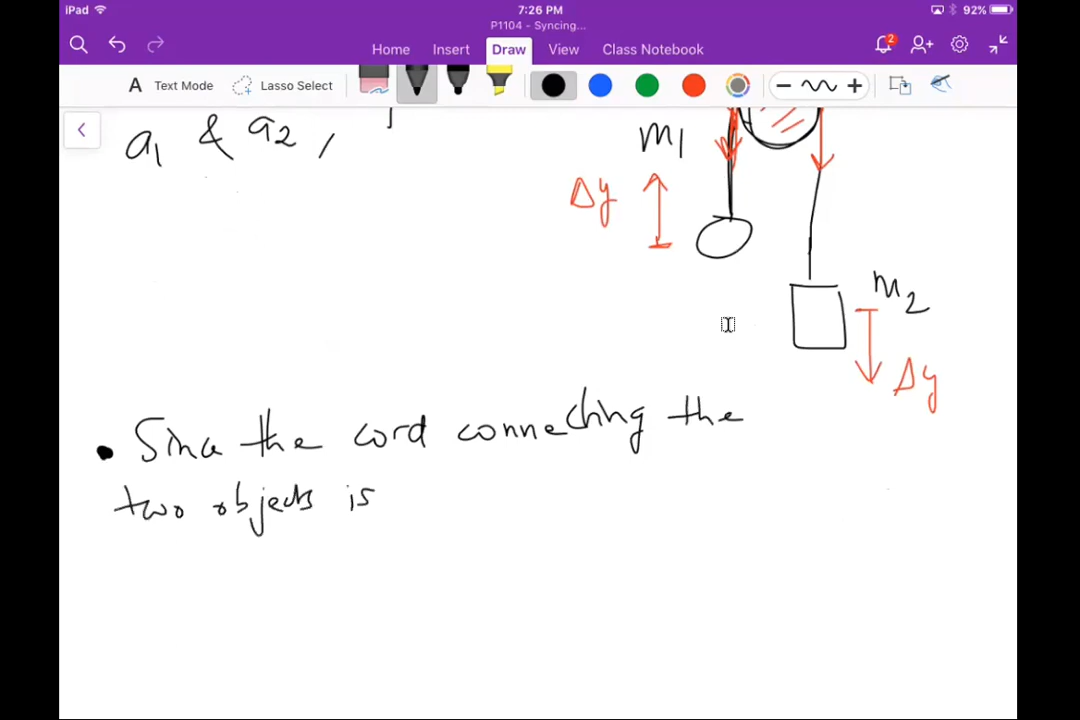 iPad 7:26 PM 92%
P1104 - Syncing...
Home Insert Draw View Class Notebook 2
A Text Mode Lasso Select
a1 & a2 ,
m1
Δy
m2
Δy
• Since the cord connecting the
two objects is